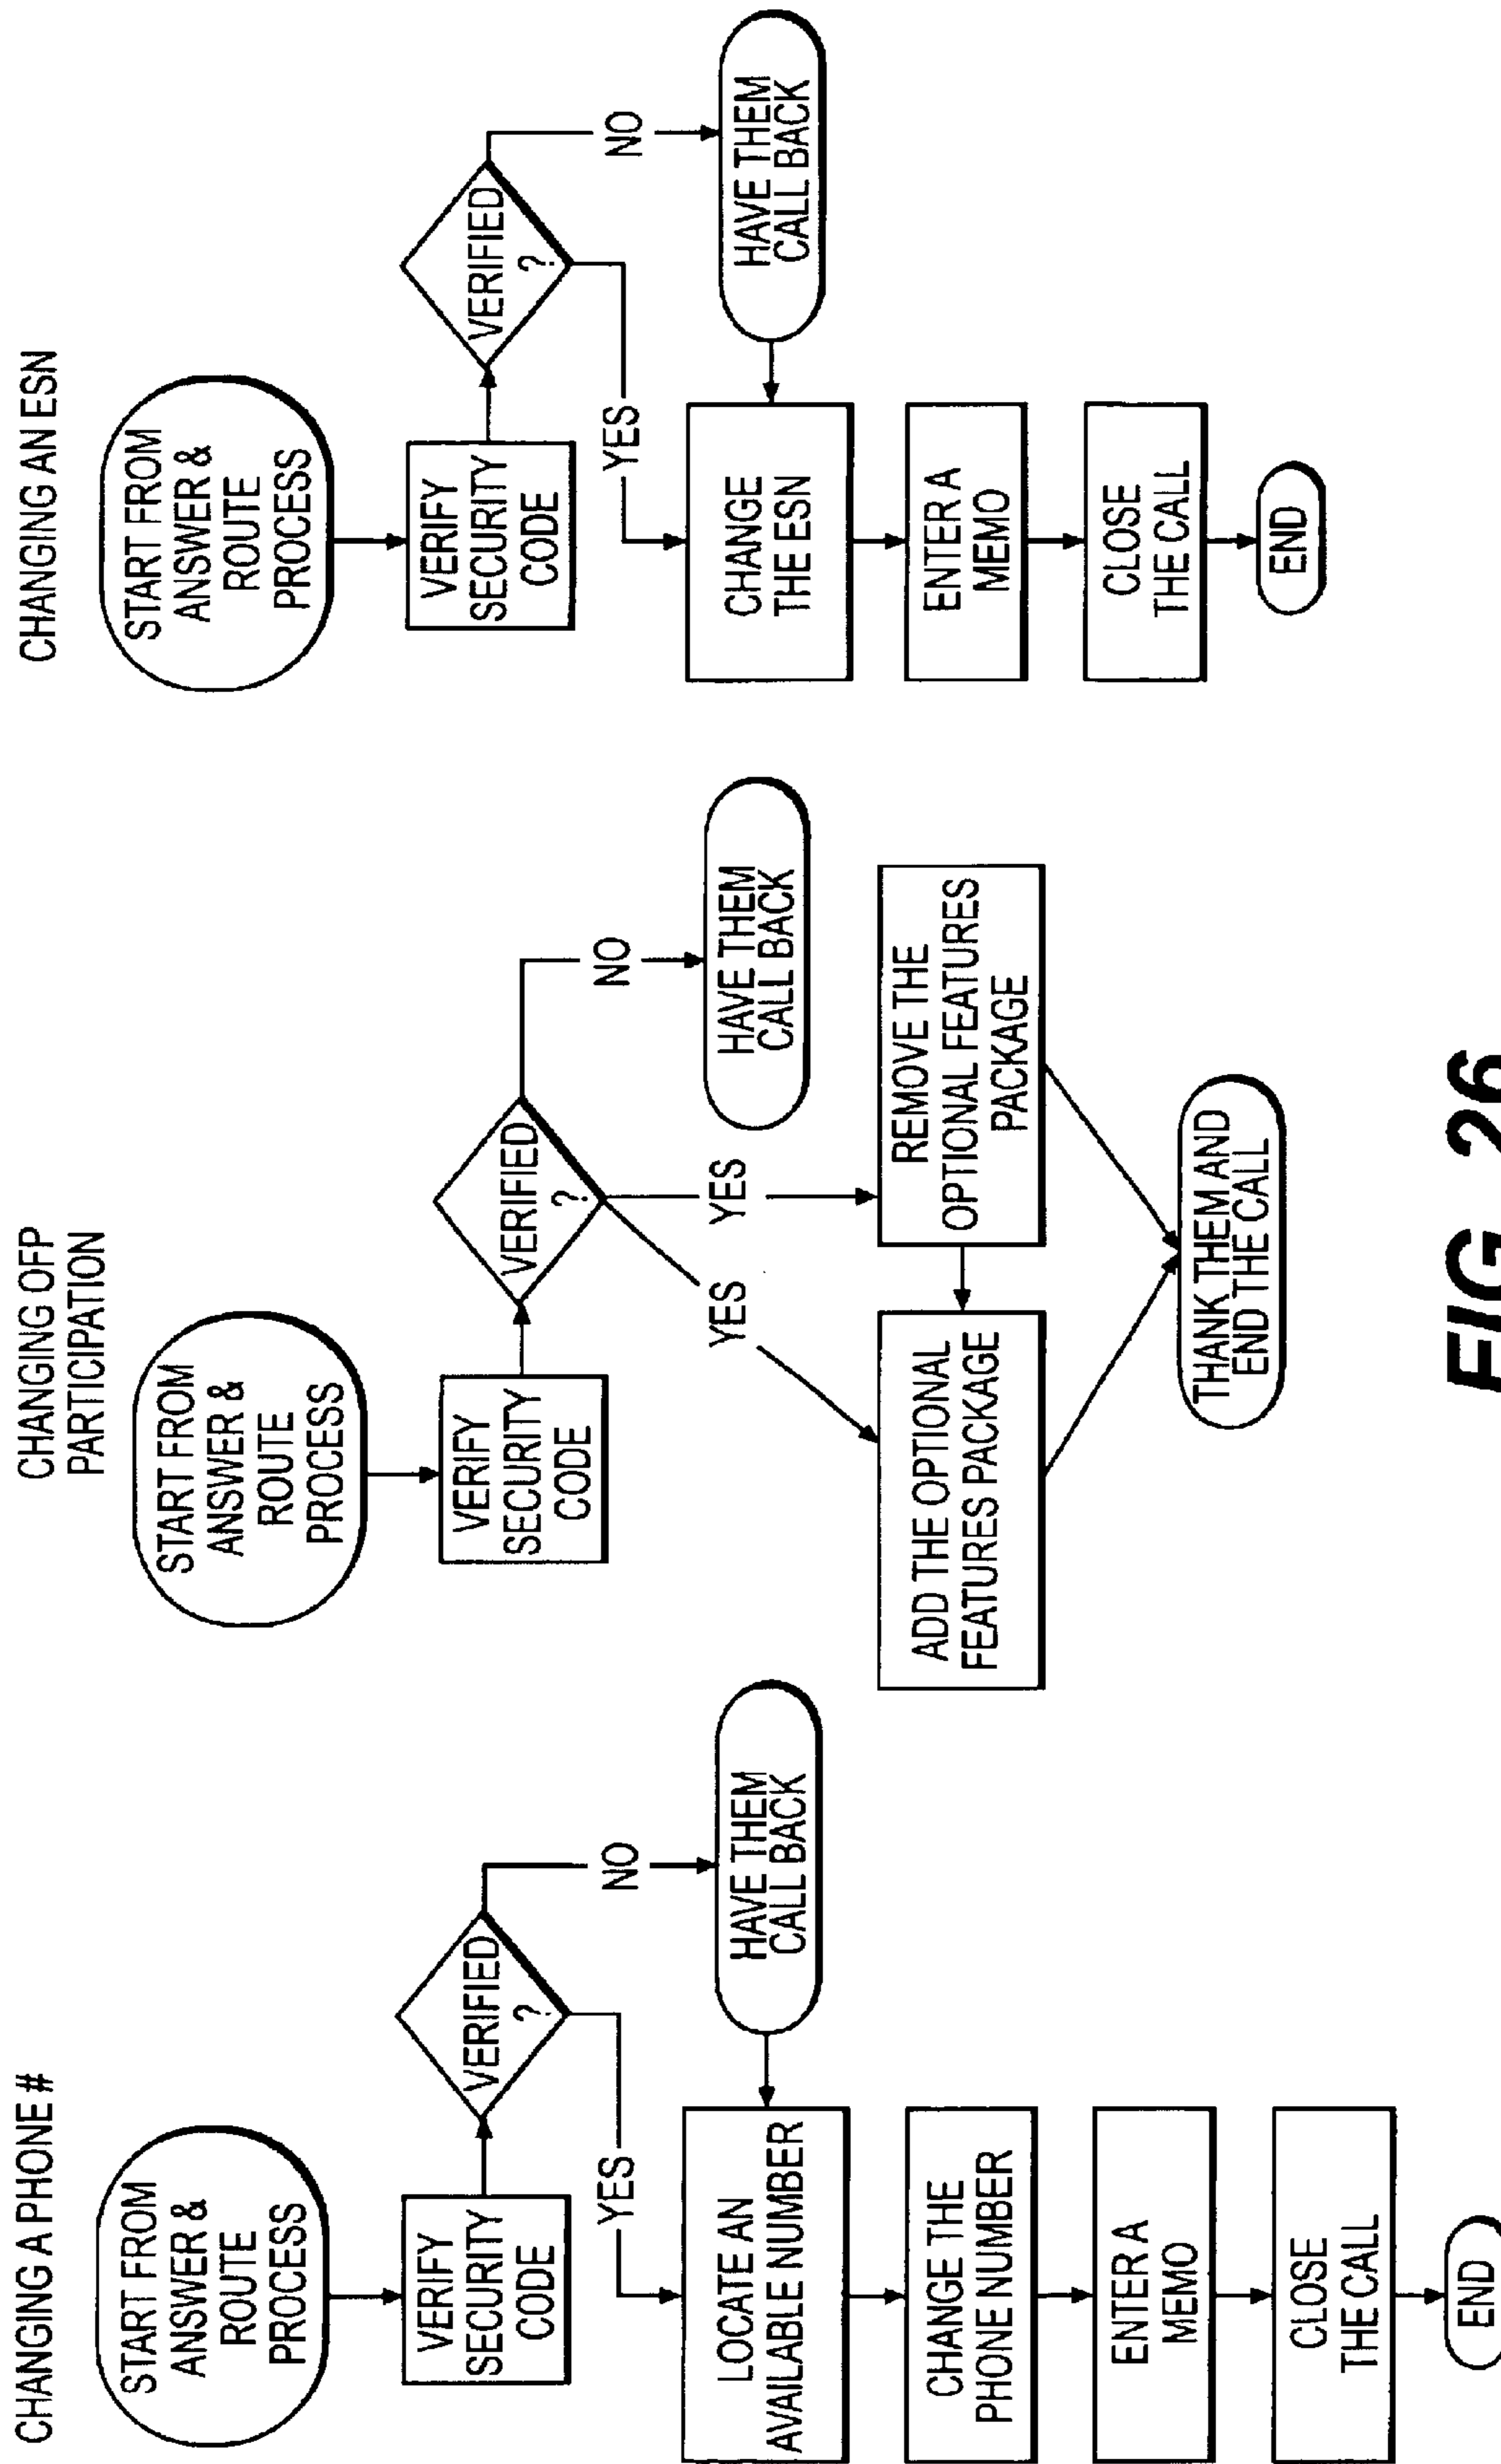 CHANGING A PHONE #
START FROM
ANSWER &
ROUTE
PROCESS
VERIFY
SECURITY
CODE
VERIFIED
?
NO
HAVE THEM
CALL BACK
YES
LOCATE AN
AVAILABLE NUMBER
CHANGE THE
PHONE NUMBER
ENTER A
MEMO
CLOSE
THE CALL
END
CHANGING OFP
PARTICIPATION
START FROM
ANSWER &
ROUTE
PROCESS
VERIFY
SECURITY
CODE
VERIFIED
?
NO
HAVE THEM
CALL BACK
YES
YES
ADD THE OPTIONAL
FEATURES PACKAGE
REMOVE THE
OPTIONAL FEATURES
PACKAGE
THANK THEM AND
END THE CALL
CHANGING AN ESN
START FROM
ANSWER &
ROUTE
PROCESS
VERIFY
SECURITY
CODE
VERIFIED
?
NO
HAVE THEM
CALL BACK
YES
CHANGE
THE ESN
ENTER A
MEMO
CLOSE
THE CALL
END
FIG. 26